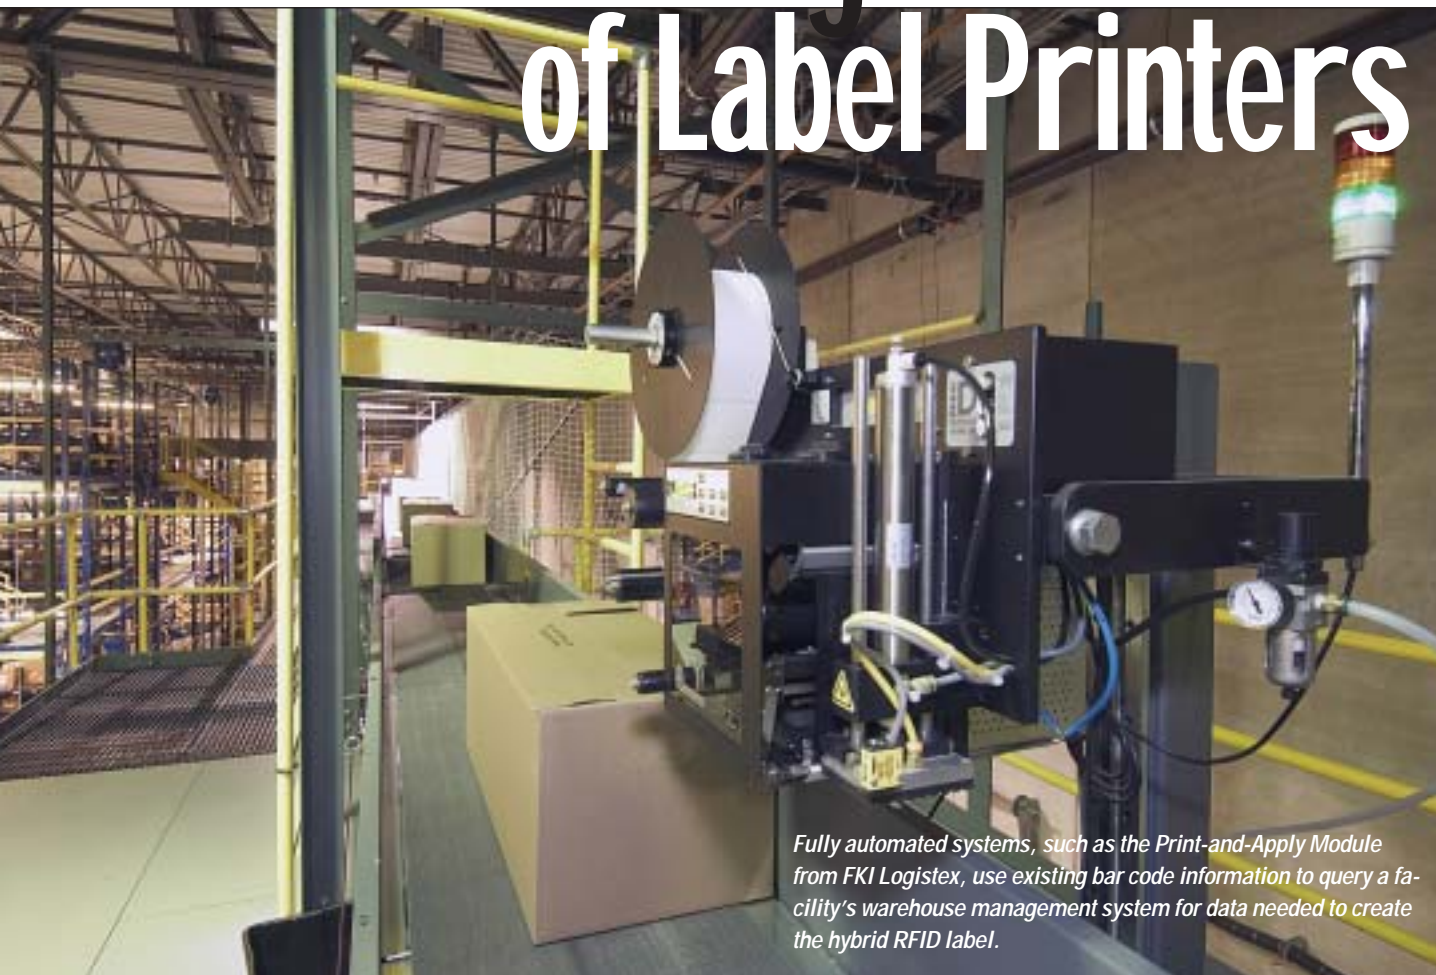 of Label Printers
Fully automated systems, such as the Print-and-Apply Module
from FKI Logistex, use existing bar code information to query a fa-
cility's warehouse management system for data needed to create
the hybrid RFID label.